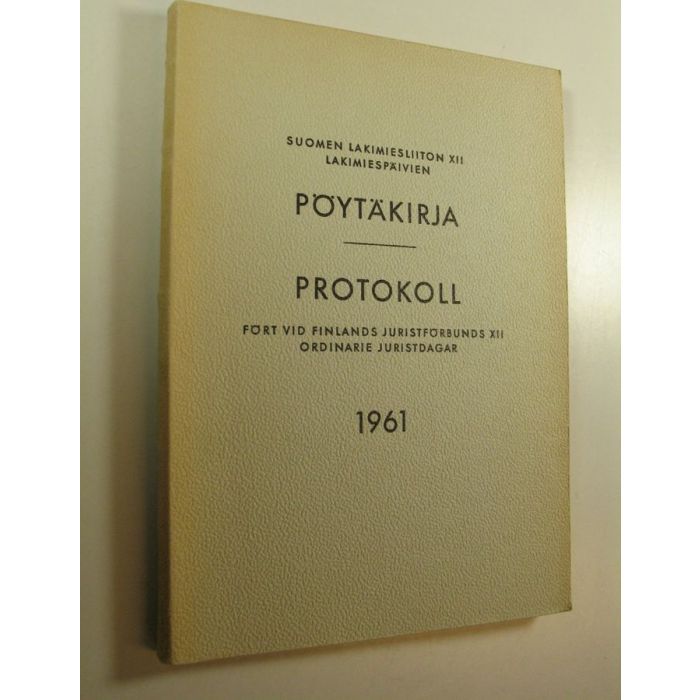 SUOMEN LAKIMIESLIITON XII
LAKIMIESPÄIVIEN
PÖYTÄKIRJA
PROTOKOLL
FÖRT VID FINLANDS JURISTFÖRBUNDS XII
ORDINARIE JURISTDAGAR
1961